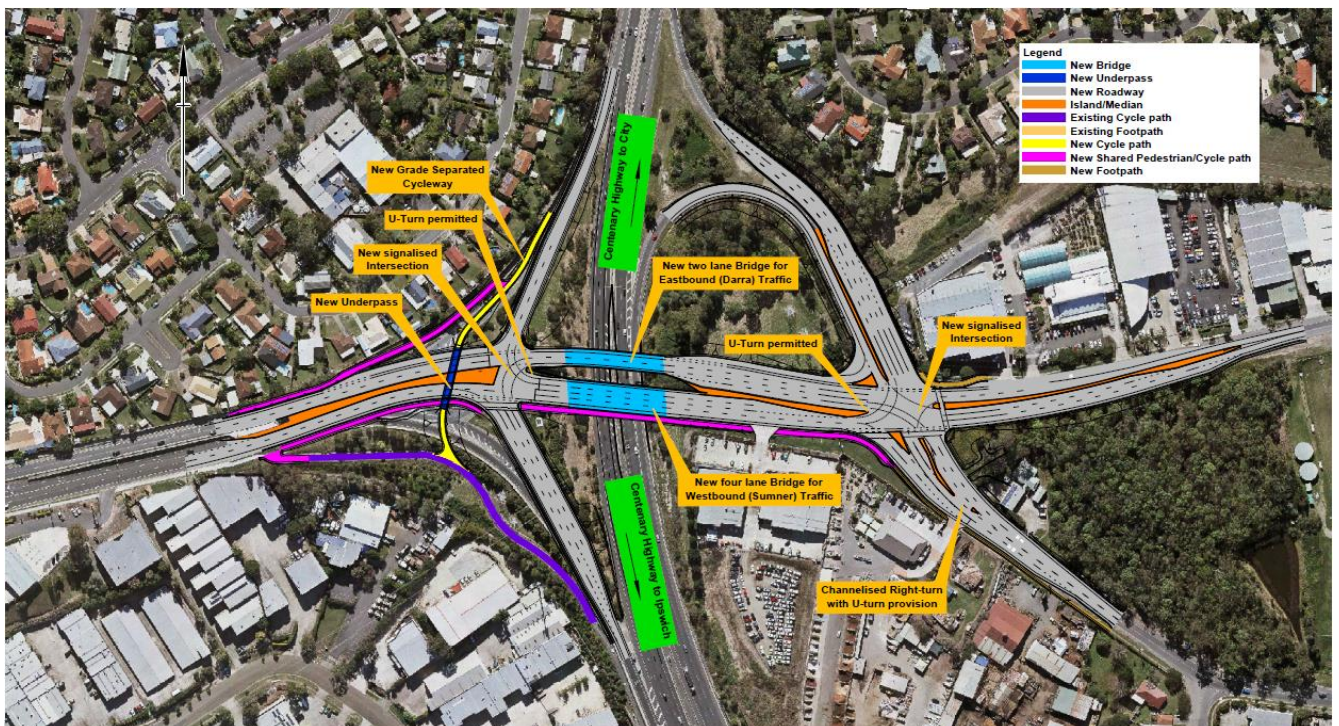 Legend
New Bridge
New Underpass
New Roadway
Island/Median
Existing Cycle path
Existing Footpath
New Cycle path
New Shared Pedestrian/Cycle path
New Footpath
Centenary Highway to City
New Grade Separated
Cycleway
U-Turn permitted
New signalised
Intersection
New Underpass
New two lane Bridge for
Eastbound (Darra) Traffic
U-Turn permitted
New signalised
Intersection
New four lane Bridge for
Westbound (Sumner) Traffic
Centenary Highway to Ipswich
Channelised Right-turn
with U-turn provision